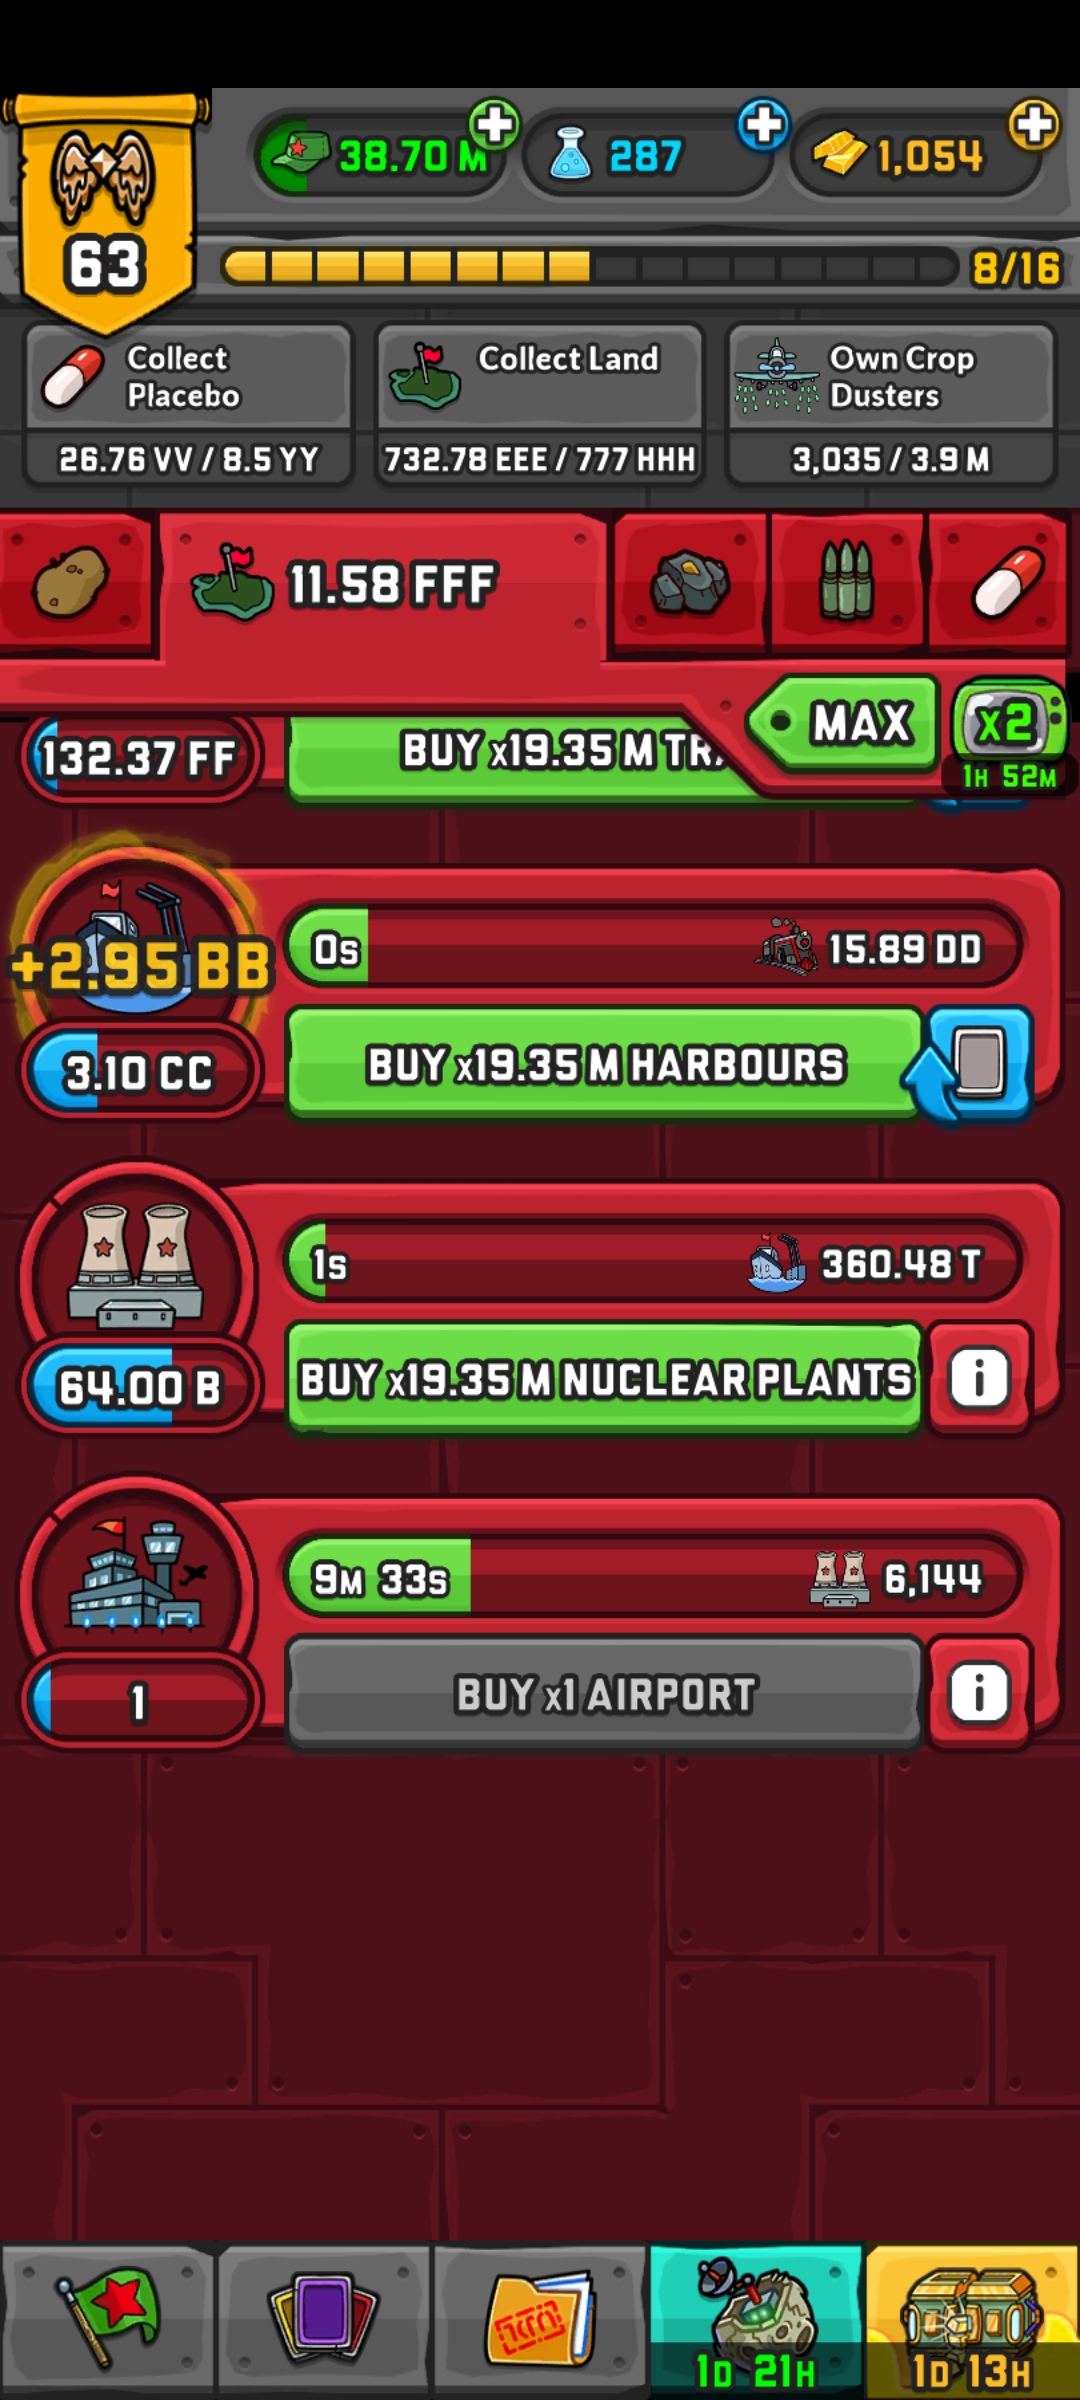 38.70 M
287
1,054
63
8/16
Collect
Placebo
26.76 VV / 8.5 YY
Collect Land
732.78 EEE / 777 HHH
Own Crop
Dusters
3,035 / 3.9 M
11.58 FFF
MAX
x2
1H 52M
132.37 FF
BUY x19.35 M
+2.95 BB
0s
15.89 DD
3.10 CC
BUY x19.35 M HARBOURS
1s
360.48 T
64.00 B
BUY x19.35 M NUCLEAR PLANTS
i
9M 33s
6,144
1
BUY x1 AIRPORT
i
1D 21H
1D 13H